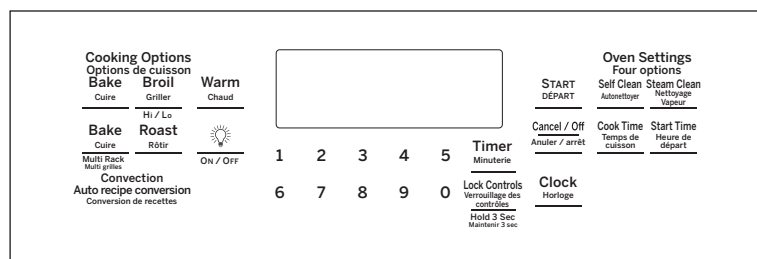 Cooking Options
Options de cuisson
Bake
Cuire
Broil
Griller
Hi / Lo
Warm
Chaud
Bake
Cuire
Multi Rack
Multi grilles
Roast
Rôtir
ON / OFF
Convection
Auto recipe conversion
Conversion de recettes
1 2 3 4 5
6 7 8 9 0
Timer
Minuterie
Lock Controls
Verrouillage des
contrôles
Hold 3 Sec
Maintenir 3 sec
START
DÉPART
Cancel / Off
Anuler / arrêt
Clock
Horloge
Oven Settings
Four options
Self Clean
Autonettoyer
Steam Clean
Nettoyage
Vapeur
Cook Time
Temps de
cuisson
Start Time
Heure de
départ